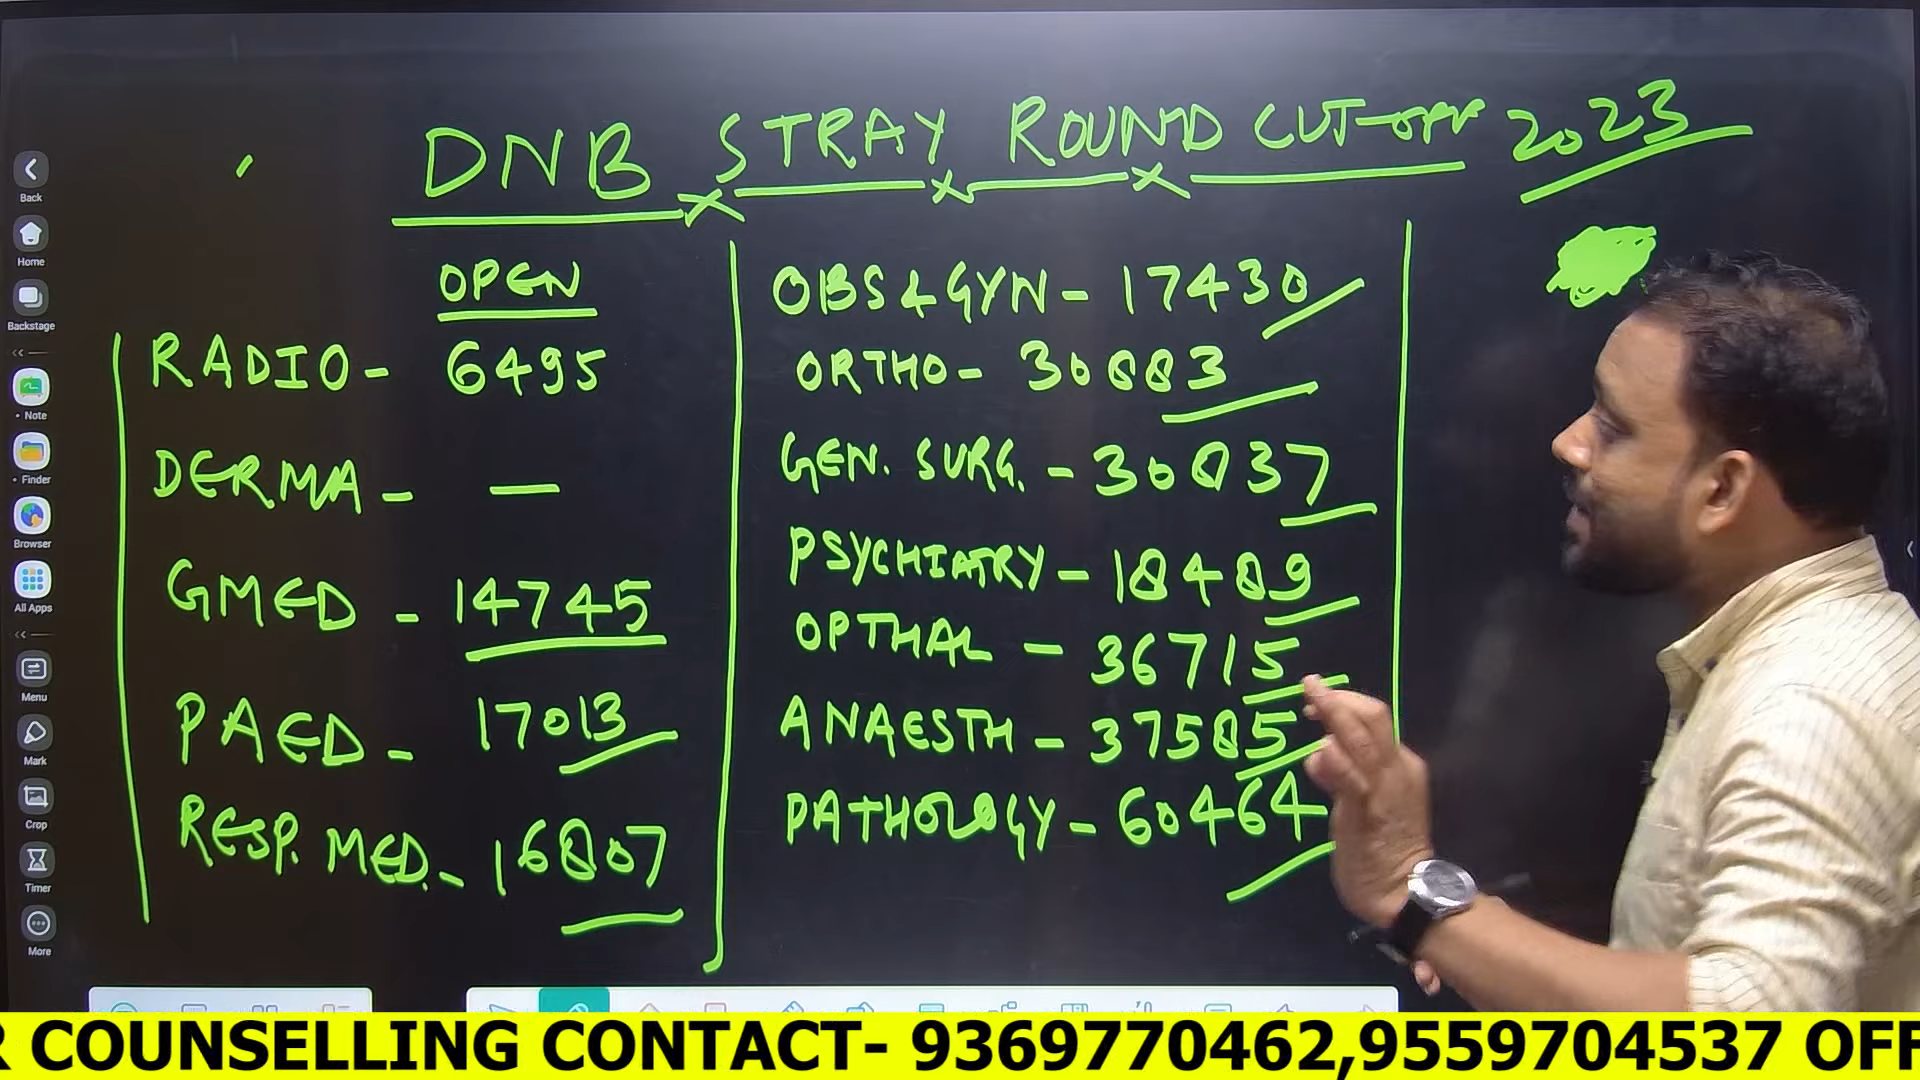 DNB STRAY ROUND CUT-OFF 2023
OPEN
RADIO - 6495
DERMA - —
GMED - 14745
PAED - 17013
RESP. MED. - 16807
OBS & GYN - 17430
ORTHO - 30883
GEN. SURG. - 30837
PSYCHIATRY - 18489
OPTHAL - 36715
ANAESTH - 37585
PATHOLOGY - 60464
Back
Home
Backstage
Note
Finder
Browser
All Apps
Menu
Mark
Crop
Timer
More
R COUNSELLING CONTACT- 9369770462,9559704537 OFF